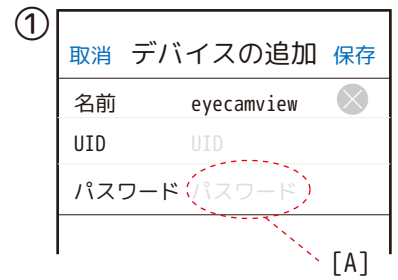 ①
取消 デバイスの追加 保存
名前 eyecamview
UID UID
パスワード パスワード
[A]